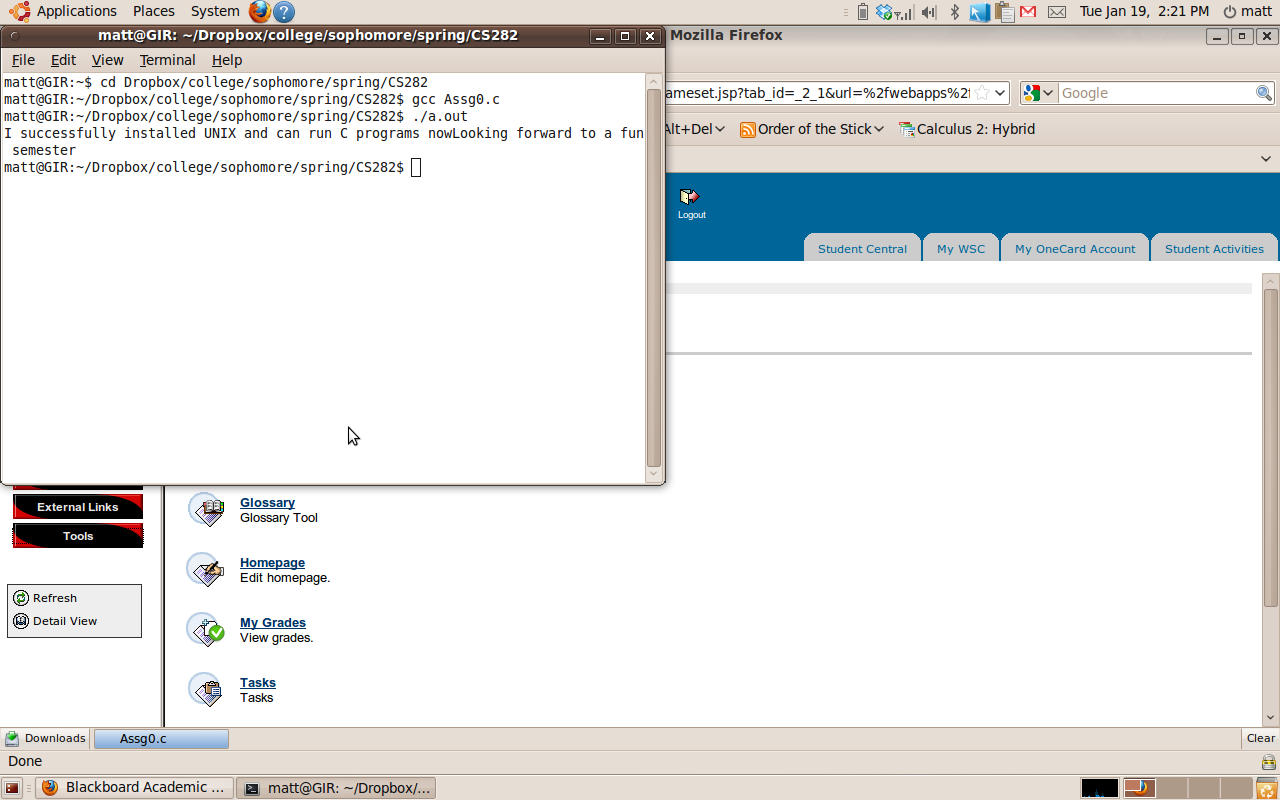 Applications Places System Tue Jan 19, 2:21 PM matt
matt@GIR: ~/Dropbox/college/sophomore/spring/CS282
Mozilla Firefox
File Edit View Terminal Help
matt@GIR:~$ cd Dropbox/college/sophomore/spring/CS282
matt@GIR:~/Dropbox/college/sophomore/spring/CS282$ gcc Assg0.c
matt@GIR:~/Dropbox/college/sophomore/spring/CS282$ ./a.out
I successfully installed UNIX and can run C programs nowLooking forward to a fun
semester
matt@GIR:~/Dropbox/college/sophomore/spring/CS282$
ameset.jsp?tab_id=_2_1&url=%2fwebapps%2f
Google
Alt+Del Order of the Stick Calculus 2: Hybrid
Logout
Student Central My WSC My OneCard Account Student Activities
External Links
Tools
Refresh
Detail View
Glossary
Glossary Tool
Homepage
Edit homepage.
My Grades
View grades.
Tasks
Tasks
Downloads Assg0.c Clear
Done
Blackboard Academic ... matt@GIR: ~/Dropbox/...